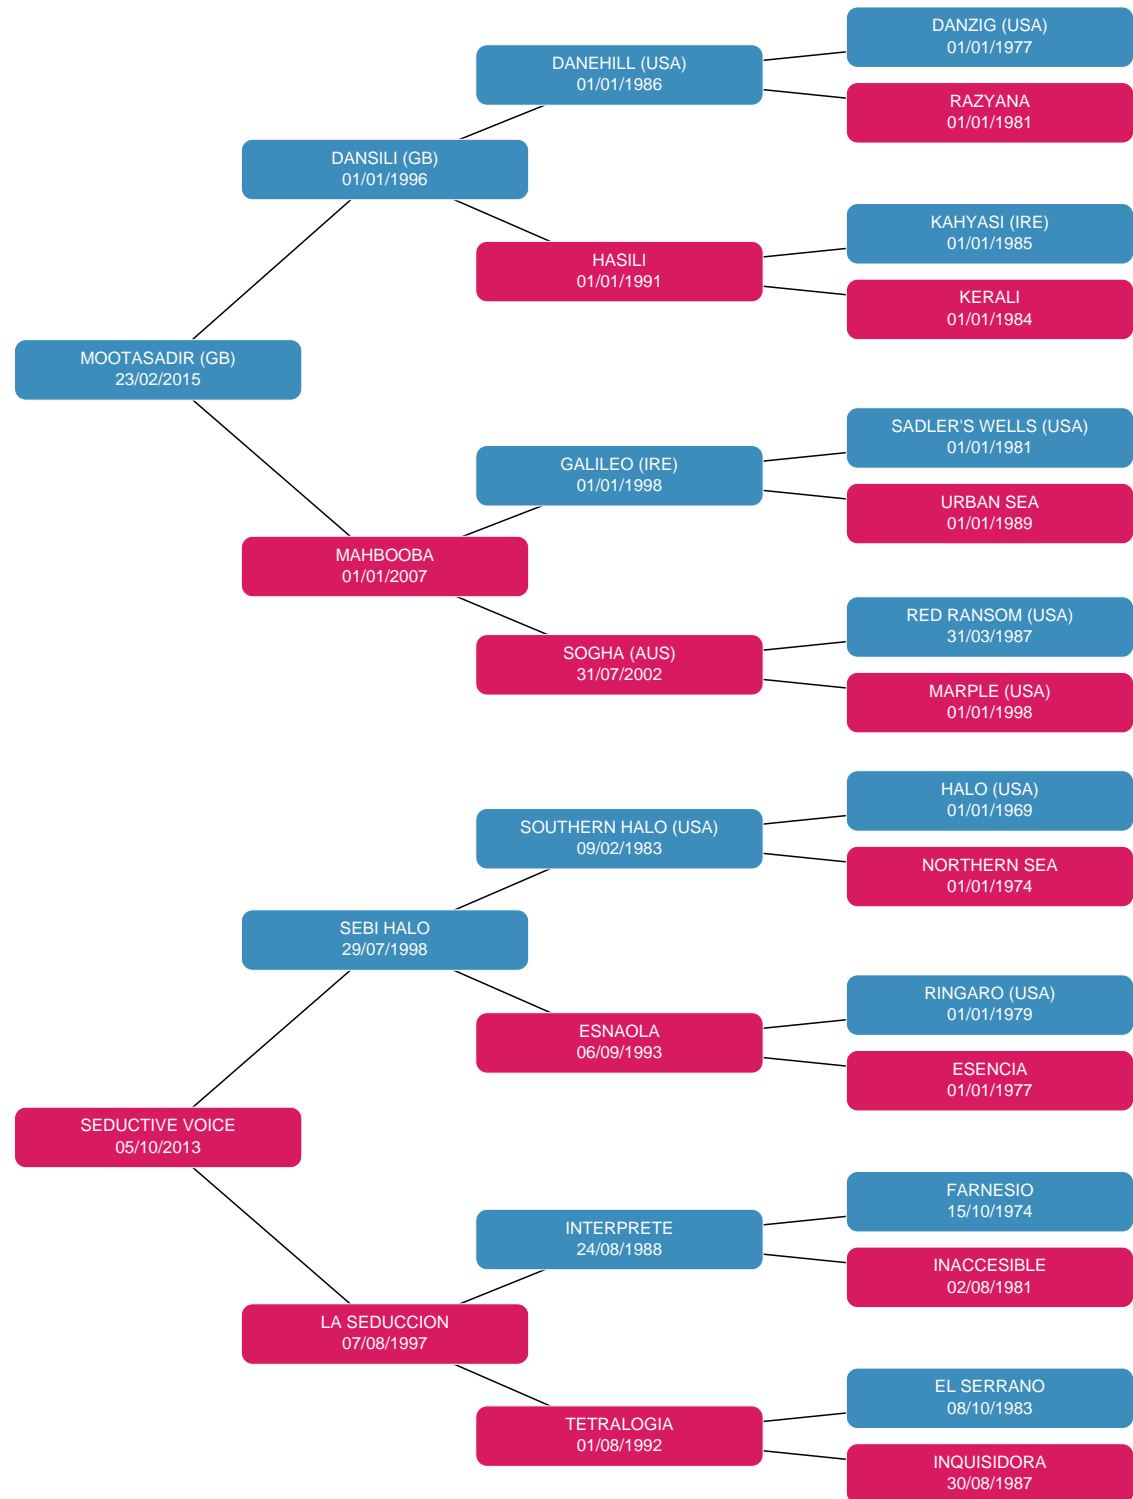 DANZIG (USA)
01/01/1977
DANEHILL (USA)
01/01/1986
RAZYANA
01/01/1981
DANSILI (GB)
01/01/1996
KAHYASI (IRE)
01/01/1985
HASILI
01/01/1991
KERALI
01/01/1984
MOOTASADIR (GB)
23/02/2015
SADLER'S WELLS (USA)
01/01/1981
GALILEO (IRE)
01/01/1998
URBAN SEA
01/01/1989
MAHBOOBA
01/01/2007
RED RANSOM (USA)
31/03/1987
SOGHA (AUS)
31/07/2002
MARPLE (USA)
01/01/1998
HALO (USA)
01/01/1969
SOUTHERN HALO (USA)
09/02/1983
NORTHERN SEA
01/01/1974
SEBI HALO
29/07/1998
RINGARO (USA)
01/01/1979
ESNAOLA
06/09/1993
ESENCIA
01/01/1977
SEDUCTIVE VOICE
05/10/2013
FARNESIO
15/10/1974
INTERPRETE
24/08/1988
INACCESIBLE
02/08/1981
LA SEDUCCION
07/08/1997
EL SERRANO
08/10/1983
TETRALOGIA
01/08/1992
INQUISIDORA
30/08/1987